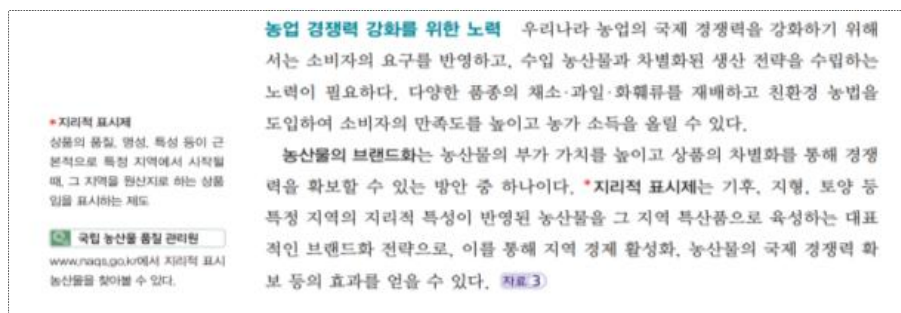 농업 경쟁력 강화를 위한 노력 우리나라 농업의 국제 경쟁력을 강화하기 위해
서는 소비자의 요구를 반영하고, 수입 농산물과 차별화된 생산 전략을 수립하는
노력이 필요하다. 다양한 품종의 채소·과일·화훼류를 재배하고 친환경 농법을
도입하여 소비자의 만족도를 높이고 농가 소득을 올릴 수 있다.
농산물의 브랜드화는 농산물의 부가 가치를 높이고 상품의 차별화를 통해 경쟁
력을 확보할 수 있는 방안 중 하나이다. *지리적 표시제는 기후, 지형, 토양 등
특정 지역의 지리적 특성이 반영된 농산물을 그 지역 특산품으로 육성하는 대표
적인 브랜드화 전략으로, 이를 통해 지역 경제 활성화, 농산물의 국제 경쟁력 확
보 등의 효과를 얻을 수 있다. 자료 3
*지리적 표시제
상품의 품질, 명성, 특성 등이 근
본적으로 특정 지역에서 시작될
때, 그 지역을 원산지로 하는 상품
임을 표시하는 제도
국립 농산물 품질 관리원
www.naqs.go.kr에서 지리적 표시
농산물을 찾아볼 수 있다.